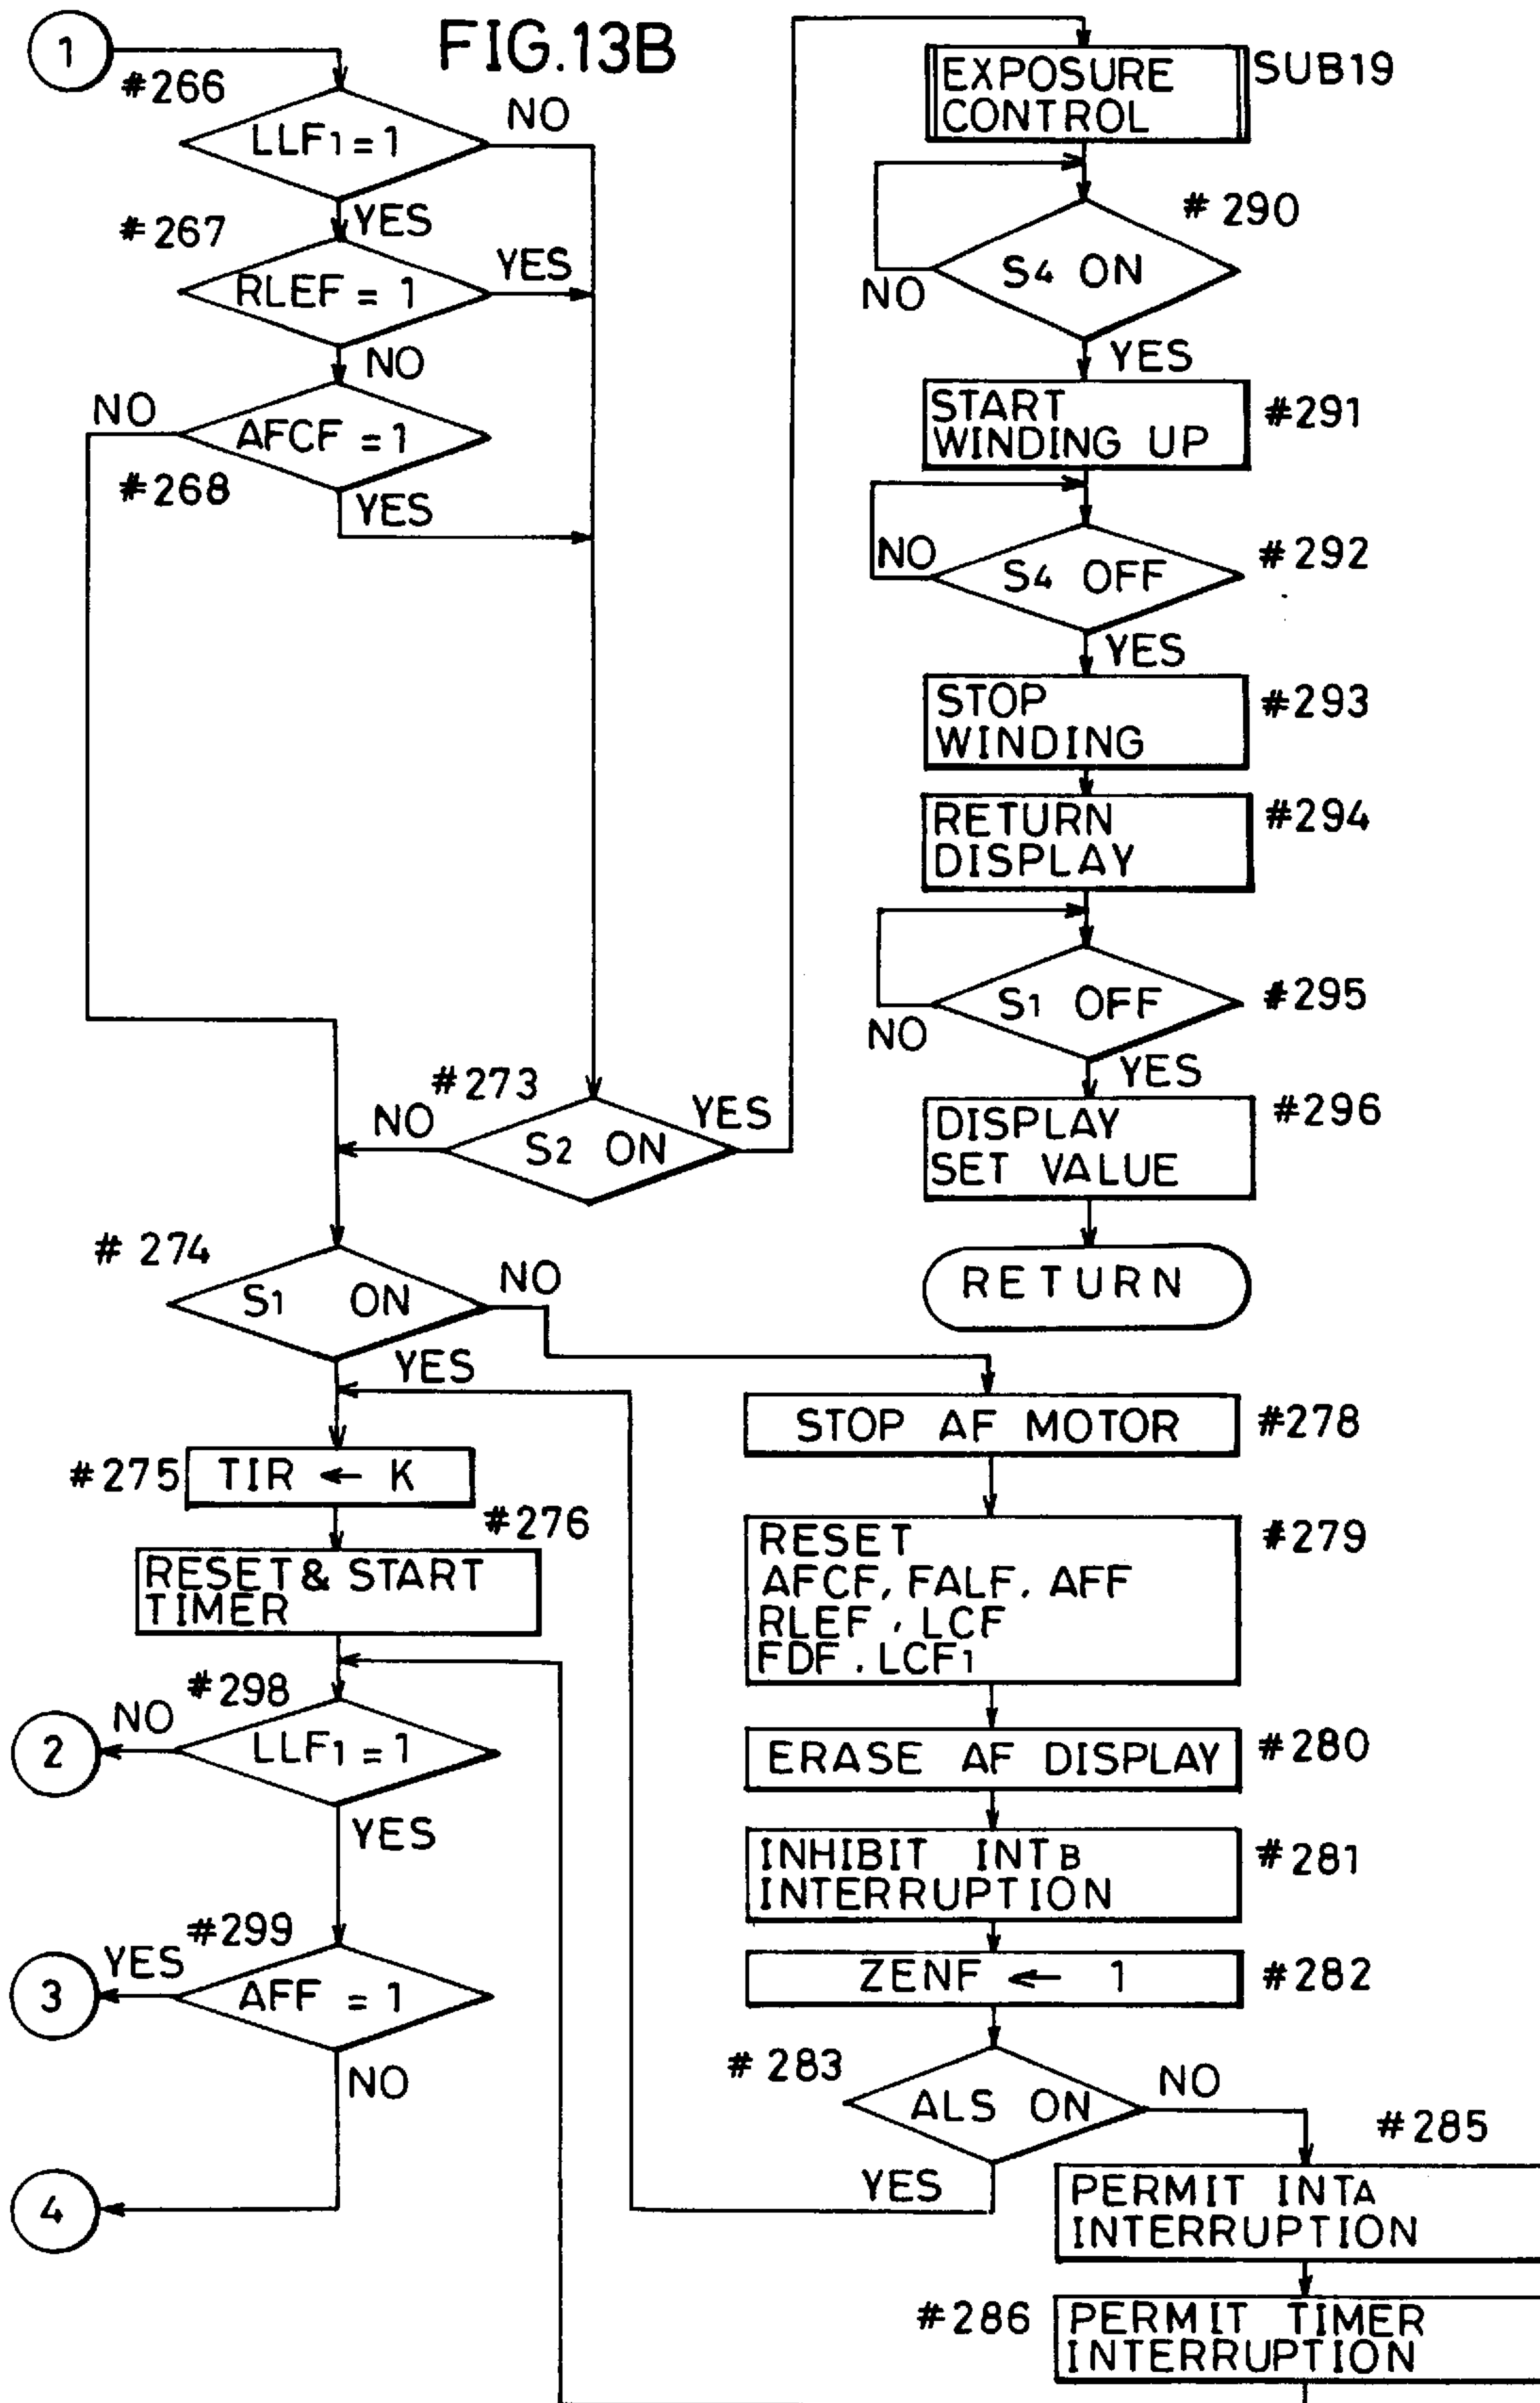 FIG.13B
1
#266
LLF1=1
NO
YES
#267
RLEF = 1
YES
NO
NO
AFCF =1
#268
YES
#273
NO
S2 ON
YES
# 274
S1 ON
NO
YES
#275
TIR ← K
#276
RESET & START
TIMER
#298
NO
2
LLF1 = 1
YES
#299
YES
3
AFF = 1
NO
4
EXPOSURE
CONTROL
SUB19
# 290
S4 ON
NO
YES
START
WINDING UP
#291
NO
S4 OFF
#292
YES
STOP
WINDING
#293
RETURN
DISPLAY
#294
S1 OFF
#295
NO
YES
DISPLAY
SET VALUE
#296
RETURN
STOP AF MOTOR
#278
RESET
AFCF, FALF. AFF
RLEF , LCF
FDF . LCF1
#279
ERASE AF DISPLAY
#280
INHIBIT INTB
INTERRUPTION
#281
ZENF ← 1
#282
# 283
ALS ON
NO
YES
#285
PERMIT INTA
INTERRUPTION
#286
PERMIT TIMER
INTERRUPTION